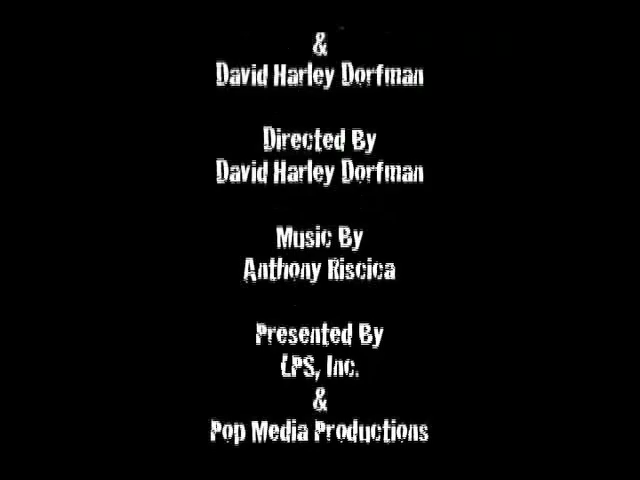 &
David Harley Dorfman
Directed By
David Harley Dorfman
Music By
Anthony Riscica
Presented By
LPS, Inc.
&
Pop Media Productions